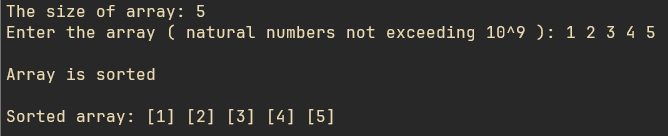 The size of array: 5
Enter the array ( natural numbers not exceeding 10^9 ): 1 2 3 4 5
Array is sorted
Sorted array: [1] [2] [3] [4] [5]